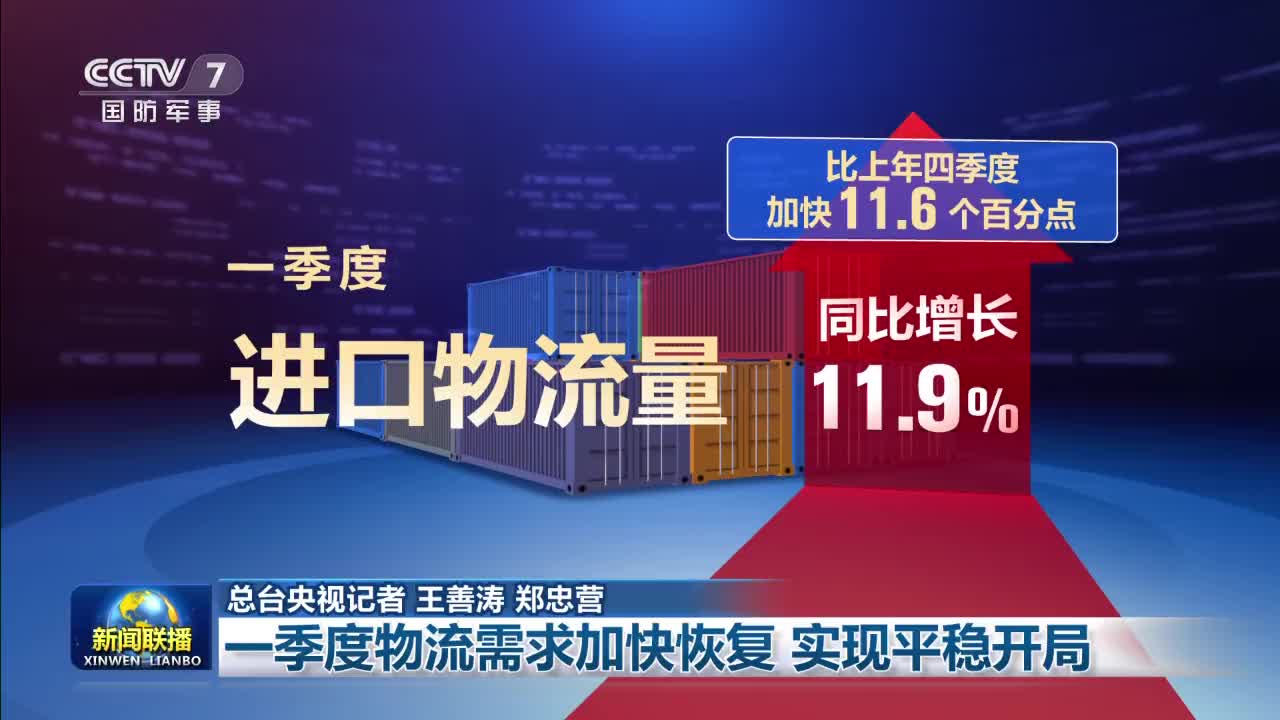 CCTV 7
国防军事
比上年四季度
加快11.6个百分点
一季度
进口物流量
同比增长
11.9%
总台央视记者 王善涛 郑忠营
新闻联播
XINWEN LIANBO
一季度物流需求加快恢复 实现平稳开局